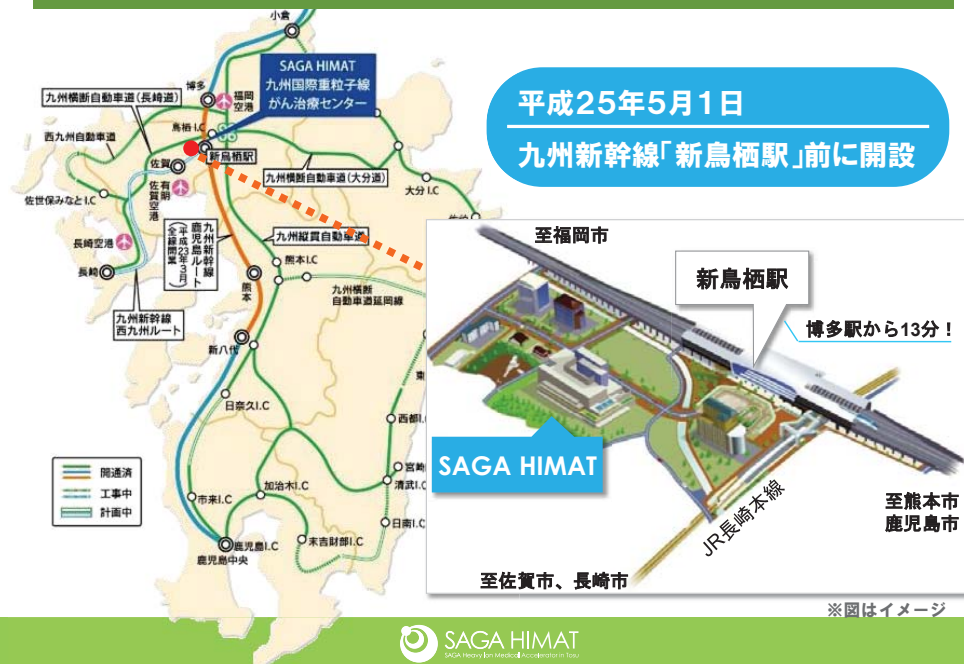 平成25年5月1日
九州新幹線「新鳥栖駅」前に開設
小倉
SAGA HIMAT
九州国際重粒子線
がん治療センター
博多
福岡
空港
九州横断自動車道(長崎道)
鳥栖I.C
西九州自動車道
新鳥栖駅
佐賀
九州横断自動車道(大分道)
大分I.C
有明
佐賀空港
佐世保みなとI.C
長崎空港
長崎
九州新幹線
鹿児島ルート
(平成23年3月
全線開業)
九州縦貫自動車道
熊本I.C
熊本
九州横断
自動車道延岡線
九州新幹線
西九州ルート
新八代
日奈久I.C
西都I.C
宮崎
清武I.C
日南I.C
加治木I.C
市来I.C
末吉財部I.C
鹿児島I.C
鹿児島中央
開通済
工事中
計画中
至福岡市
新鳥栖駅
博多駅から13分！
SAGA HIMAT
JR長崎本線
至熊本市
鹿児島市
至佐賀市、長崎市
※図はイメージ
SAGA HIMAT
SAGA Heavy Ion Medical Accelerator in Tosu